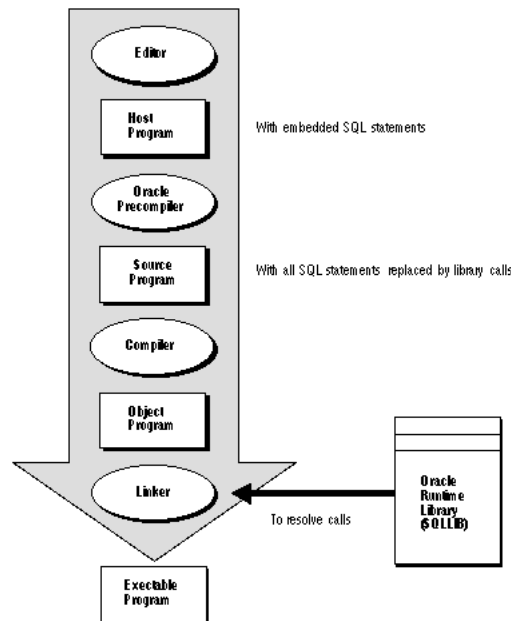 Editor
Host
Program
With embedded SQL statements
Oracle
Precompiler
Source
Program
With all SQL statements replaced by library calls
Compiler
Object
Program
Linker
To resolve calls
Oracle
Runtime
Library
(SQLLIB)
Exectable
Program